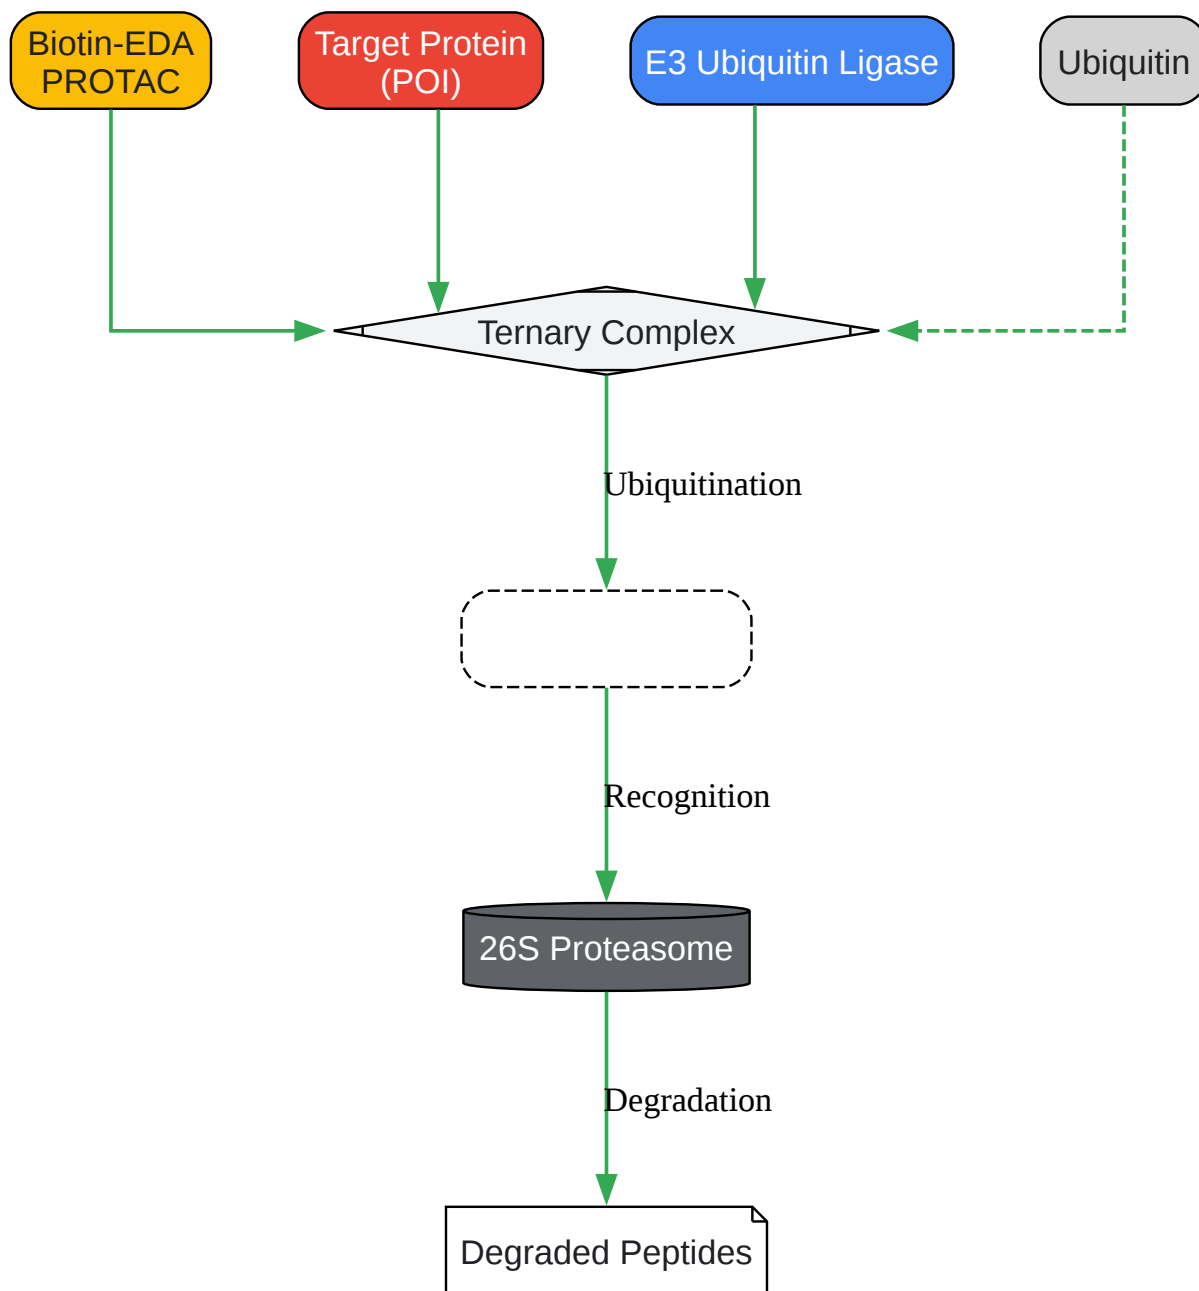 Biotin-EDA
PROTAC
Target Protein
(POI)
E3 Ubiquitin Ligase
Ubiquitin
Ternary Complex
Ubiquitination
Recognition
26S Proteasome
Degradation
Degraded Peptides